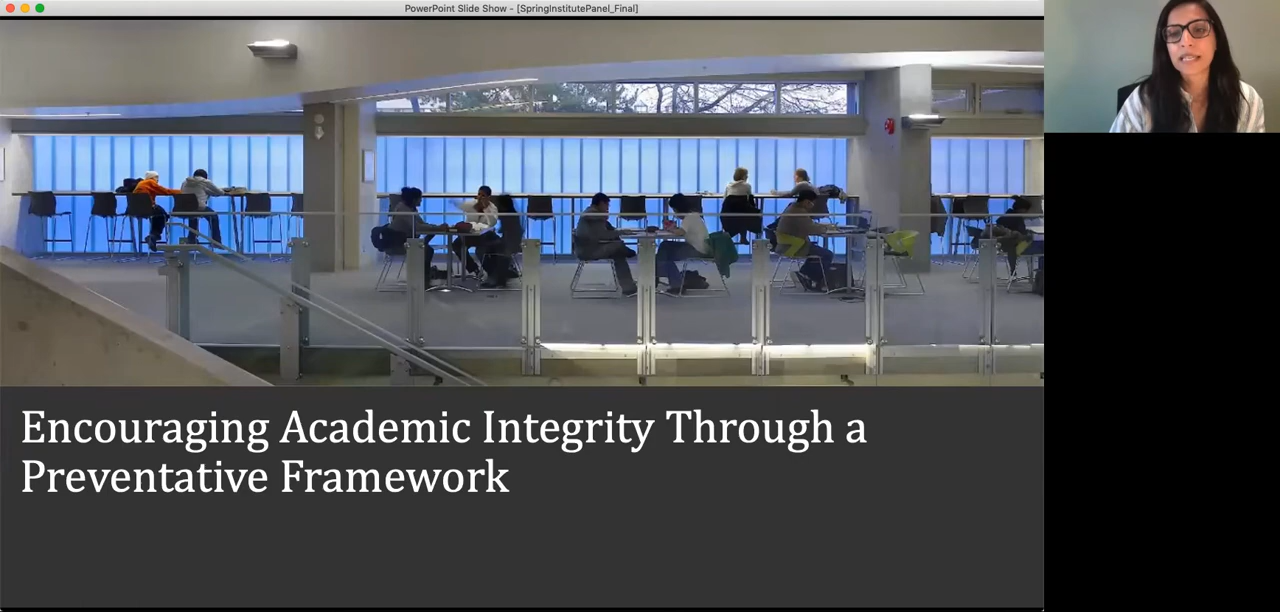 PowerPoint Slide Show - [SpringInstitutePanel_Final]
Encouraging Academic Integrity Through a
Preventative Framework